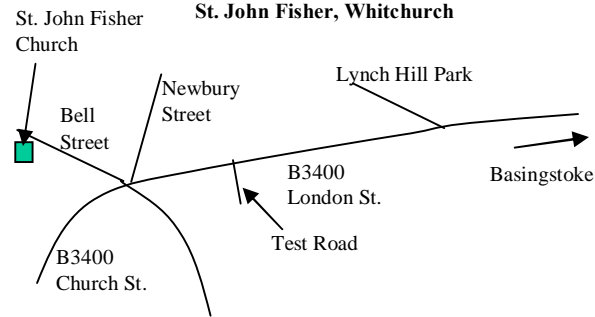 St. John Fisher, Whitchurch
St. John Fisher
Church
Bell
Street
Newbury
Street
Lynch Hill Park
Basingstoke
B3400
London St.
Test Road
B3400
Church St.